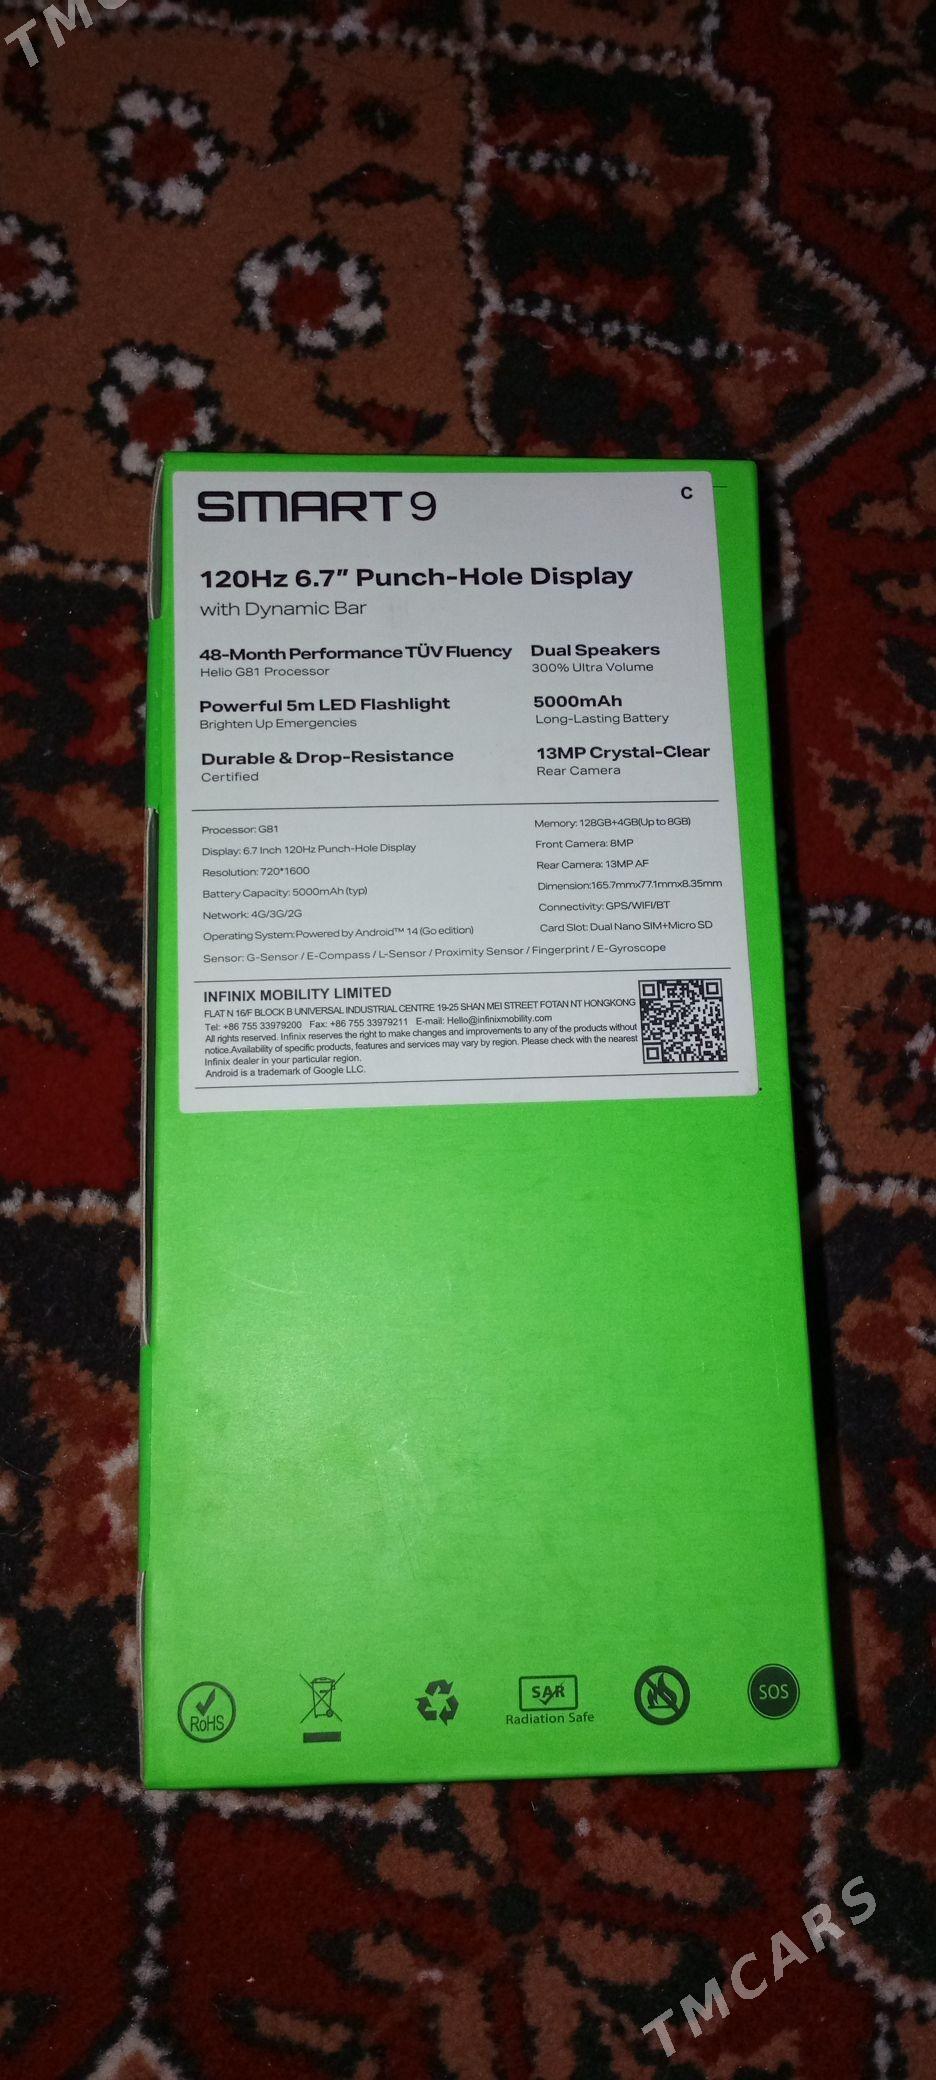 SMART 9
C
120Hz 6.7” Punch-Hole Display
with Dynamic Bar
48-Month Performance TÜV Fluency
Helio G81 Processor
Dual Speakers
300% Ultra Volume
Powerful 5m LED Flashlight
Brighten Up Emergencies
5000mAh
Long-Lasting Battery
Durable & Drop-Resistance
Certified
13MP Crystal-Clear
Rear Camera
Processor: G81
Display: 6.7 Inch 120Hz Punch-Hole Display
Resolution: 720*1600
Battery Capacity: 5000mAh (typ)
Network: 4G/3G/2G
Operating System:Powered by Android™ 14 (Go edition)
Memory: 128GB+4GB(Up to 8GB)
Front Camera: 8MP
Rear Camera: 13MP AF
Dimension:165.7mmx77.1mmx8.35mm
Connectivity: GPS/WIFI/BT
Card Slot: Dual Nano SIM+Micro SD
Sensor: G-Sensor / E-Compass / L-Sensor / Proximity Sensor / Fingerprint / E-Gyroscope
INFINIX MOBILITY LIMITED
FLAT N 16/F BLOCK B UNIVERSAL INDUSTRIAL CENTRE 19-25 SHAN MEI STREET FOTAN NT HONGKONG
Tel: +86 755 33979200 Fax: +86 755 33979211 E-mail: Hello@infinixmobility.com
All rights reserved. Infinix reserves the right to make changes and improvements to any of the products without
notice.Availability of specific products, features and services may vary by region. Please check with the nearest
Infinix dealer in your particular region.
Android is a trademark of Google LLC.
RoHS
SAR
Radiation Safe
SOS
TMCARS